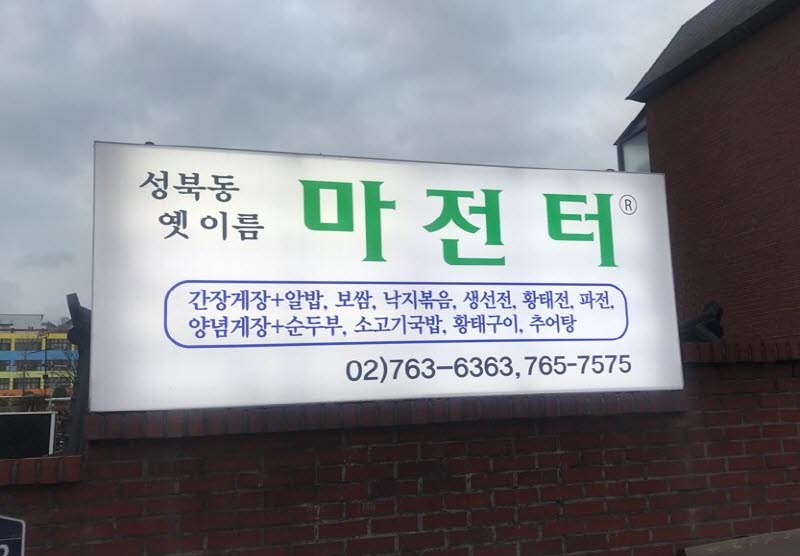 성북동
옛 이름
마전터®
간장게장+알밥, 보쌈, 낙지볶음, 생선전, 황태전, 파전,
양념게장+순두부, 소고기국밥, 황태구이, 추어탕
02)763-6363, 765-7575